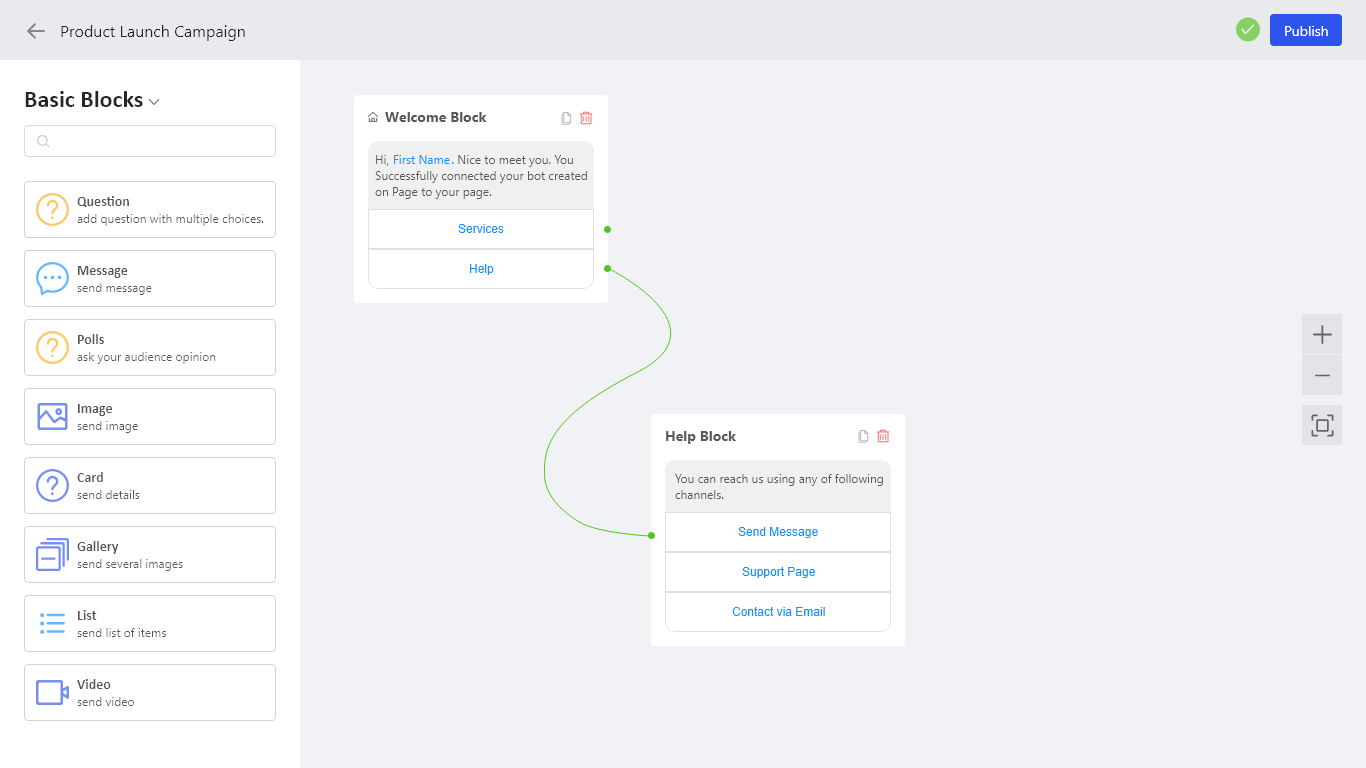 Product Launch Campaign
Publish
Basic Blocks
Question
add question with multiple choices.
Message
send message
Polls
ask your audience opinion
Image
send image
Card
send details
Gallery
send several images
List
send list of items
Video
send video
Welcome Block
Hi, First Name. Nice to meet you. You
Successfully connected your bot created
on Page to your page.
Services
Help
Help Block
You can reach us using any of following
channels.
Send Message
Support Page
Contact via Email